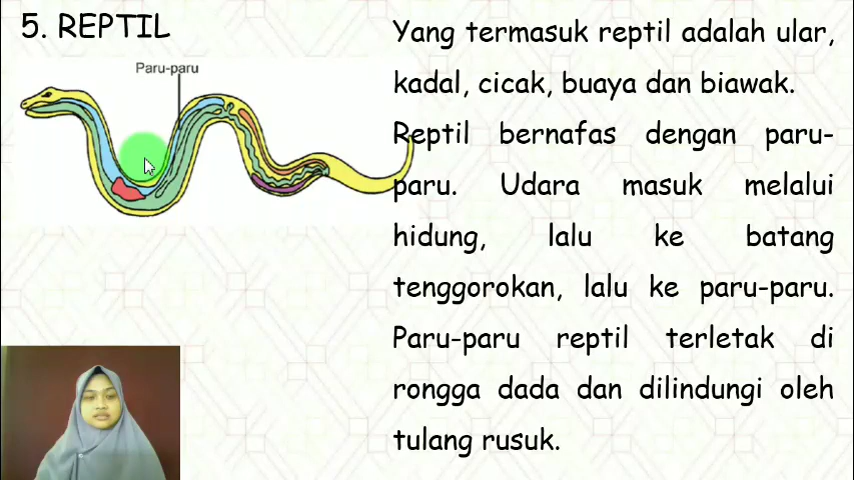 5. REPTIL
Paru-paru
Yang termasuk reptil adalah ular,
kadal, cicak, buaya dan biawak.
Reptil bernafas dengan paru-
paru. Udara masuk melalui
hidung, lalu ke batang
tenggorokan, lalu ke paru-paru.
Paru-paru reptil terletak di
rongga dada dan dilindungi oleh
tulang rusuk.